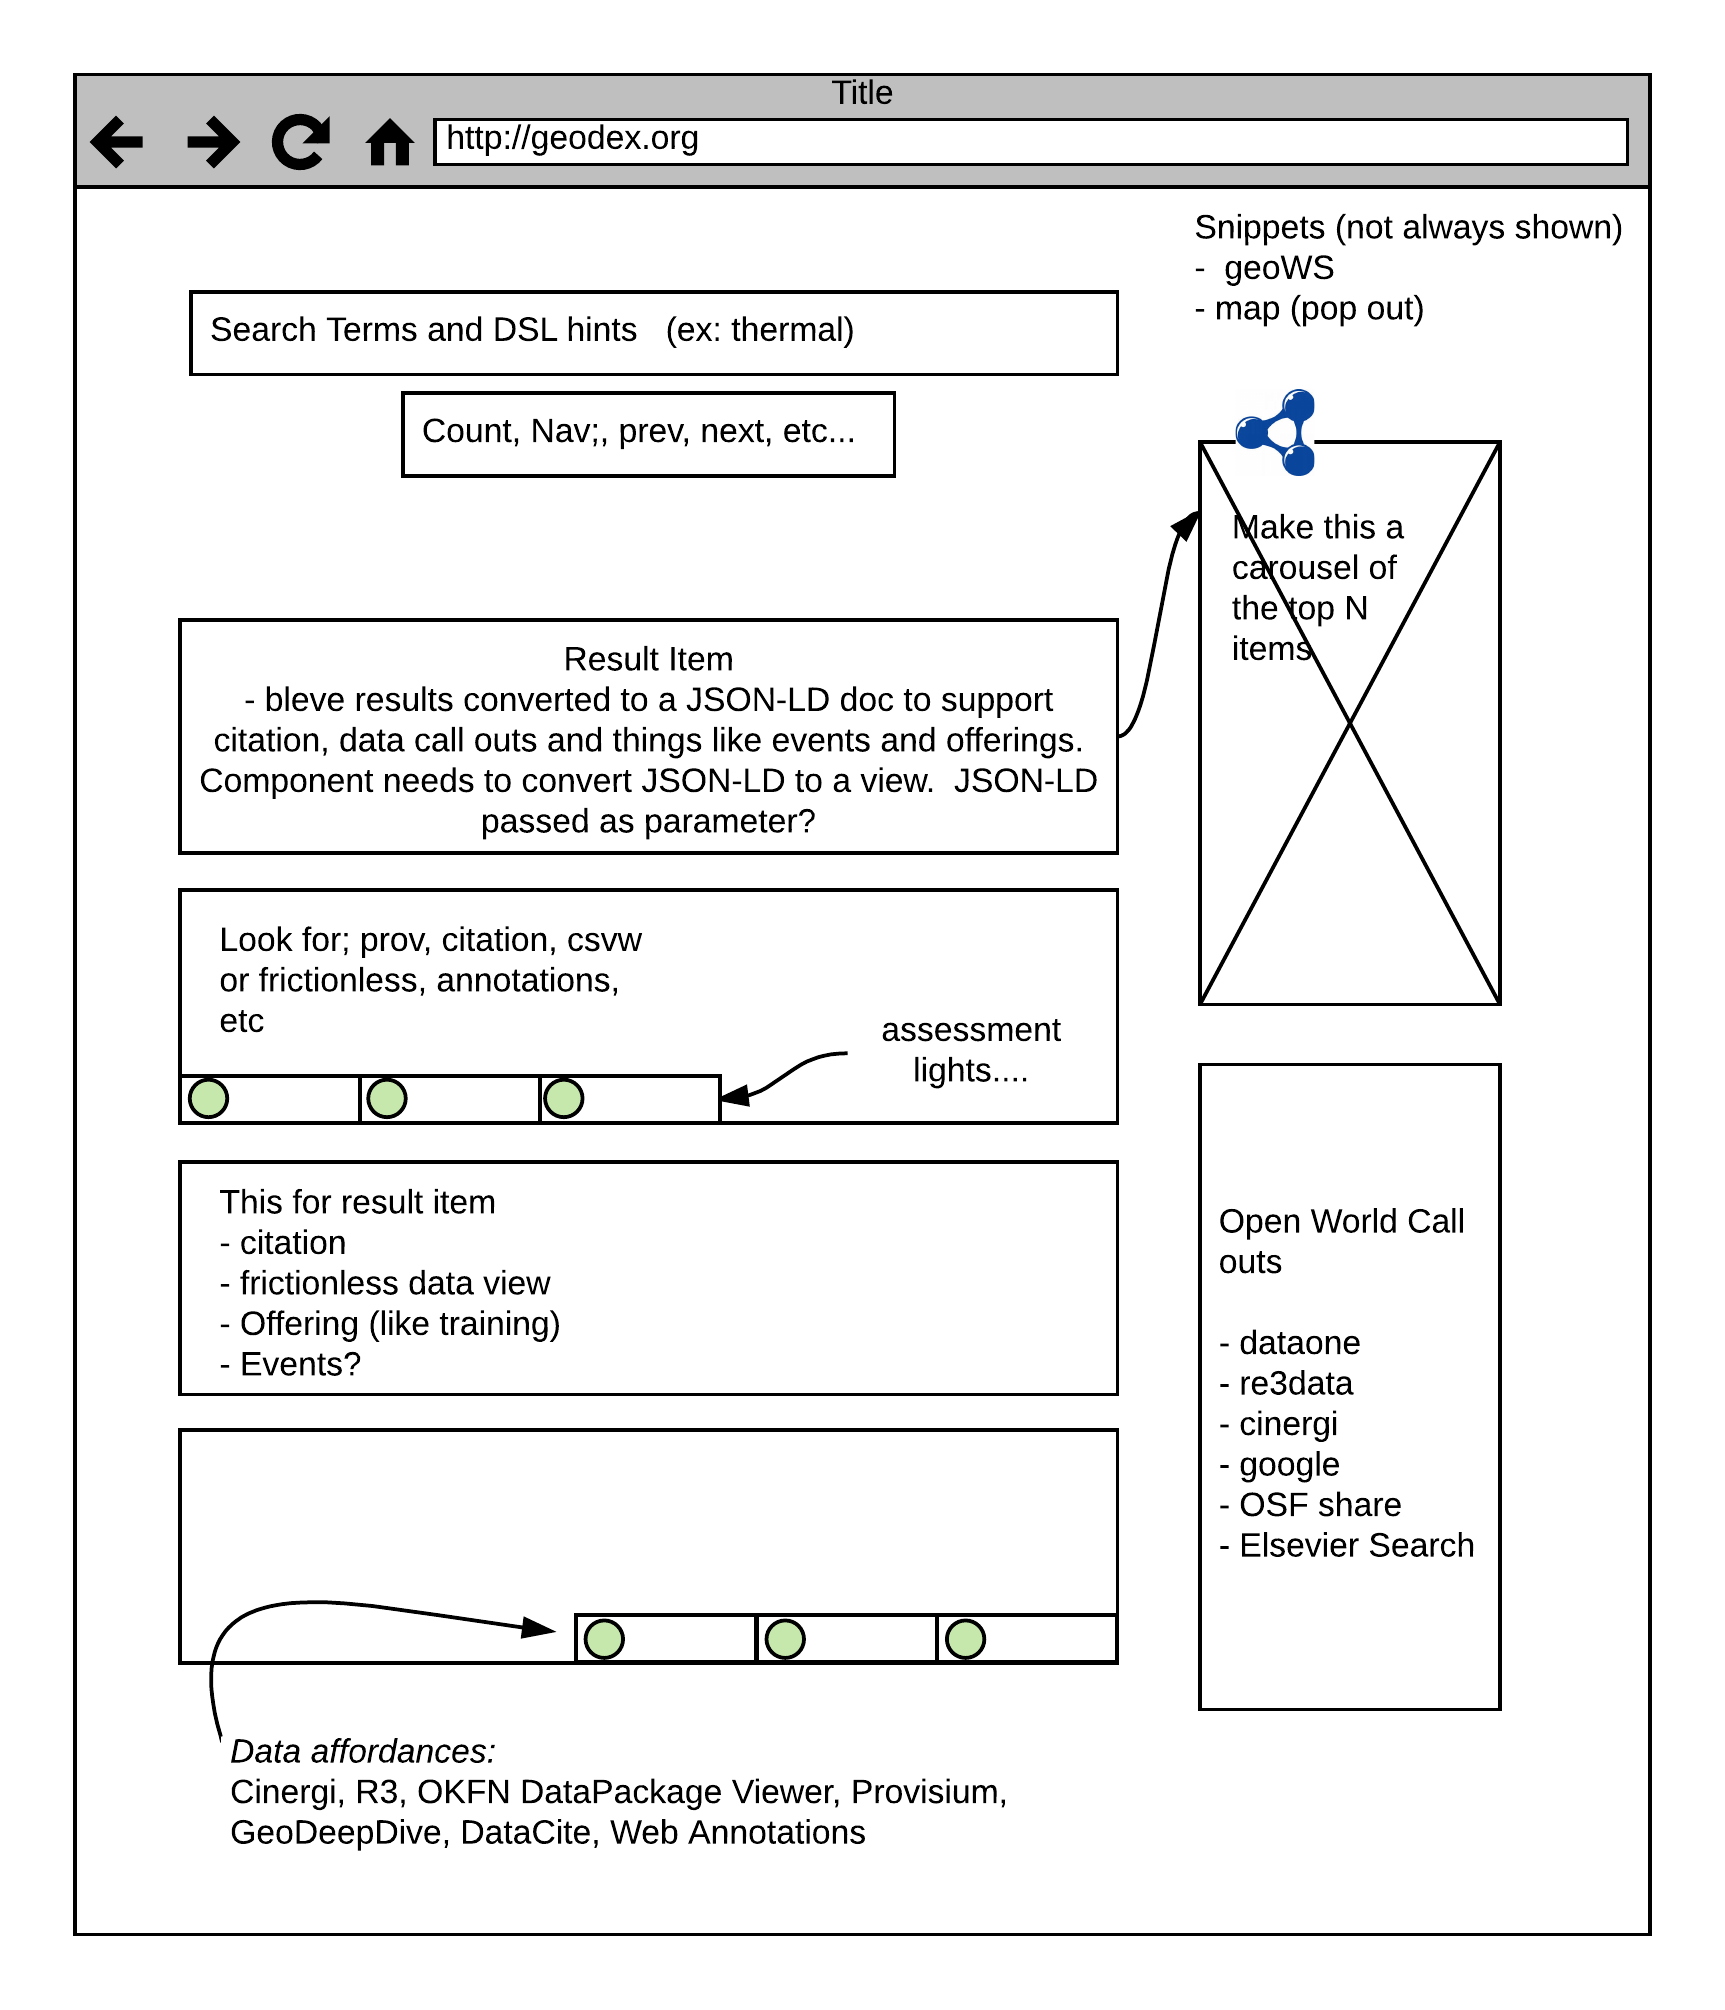 Title
http://geodex.org
Snippets (not always shown)
-  geoWS
- map (pop out)
Search Terms and DSL hints   (ex: thermal)
Count, Nav;, prev, next, etc...
Make this a
carousel of
the top N
items
Result Item
- bleve results converted to a JSON-LD doc to support
citation, data call outs and things like events and offerings.
Component needs to convert JSON-LD to a view.  JSON-LD
passed as parameter?
Look for; prov, citation, csvw
or frictionless, annotations,
etc
assessment
lights....
This for result item
- citation
- frictionless data view
- Offering (like training)
- Events?
Open World Call
outs
- dataone
- re3data
- cinergi
- google
- OSF share
- Elsevier Search
Data affordances:
Cinergi, R3, OKFN DataPackage Viewer, Provisium,
GeoDeepDive, DataCite, Web Annotations